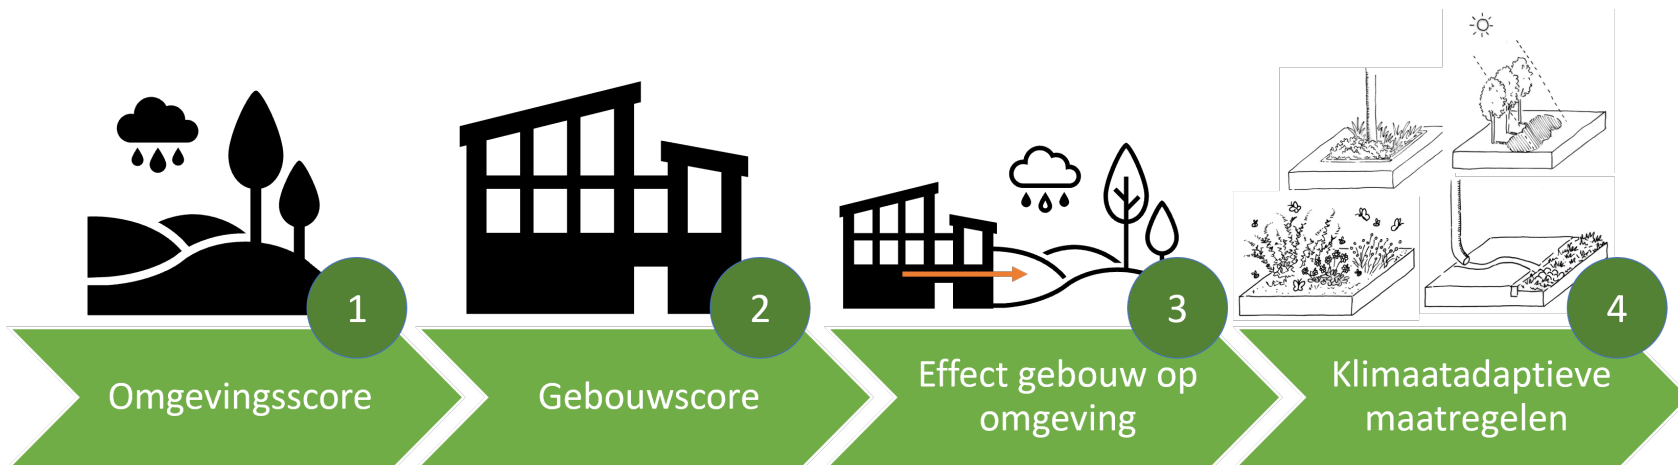 1
2
3
4
Omgevingsscore
Gebouwscore
Effect gebouw op
omgeving
Klimaatadaptieve
maatregelen